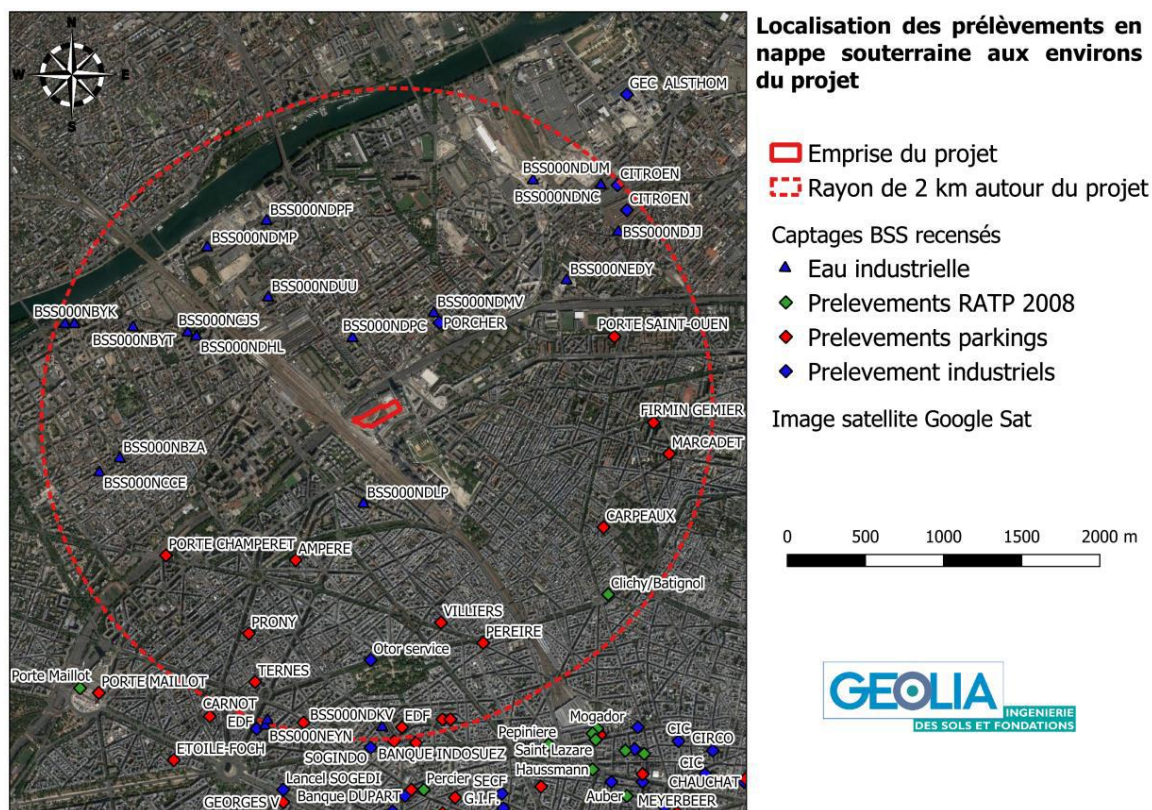 Localisation des prélèvements en
nappe souterraine aux environs
du projet
Emprise du projet
Rayon de 2 km autour du projet
Captages BSS recensés
Eau industrielle
Prelevements RATP 2008
Prelevements parkings
Prelevement industriels
Image satellite Google Sat
0 500 1000 1500 2000 m
GEOLIA
INGENIERIE
DES SOLS ET FONDATIONS
N
W E
S
GEC ALSTHOM
BSS000NDUM CITROEN
BSS000NDNC
CITROEN
BSS000NDPF
BSS000NDJJ
BSS000NDMP
BSS000NEDY
BSS000NDUU
BSS000NBYK BSS000NCJS BSS000NDMV
BSS000NDPC PORCHER PORTE SAINT-OUEN
BSS000NBYT
BSS000NDHL
FIRMIN GEMIER
MARCADET
BSS000NBZA
BSS000NCCE
BSS000NDLP
CARPEAUX
PORTE CHAMPERET AMPERE
Clichy/Batignol
VILLIERS
PRONY
PEREIRE
Otor service
TERNES
Porte Maillot
PORTE MAILLOT
CARNOT
BSS000NDKV EDF Mogador
EDF
BSS000NEYN Pepiniere CIC
ETOILE-FOCH
SOGINDO BANQUE INDOSUEZ Saint Lazare CIRCO
CIC
Lancel SOGEDI Percier SECF Haussmann CHAUCHAT
GEORGES V Banque DUPART G.I.F. Auber
MEYERBEER